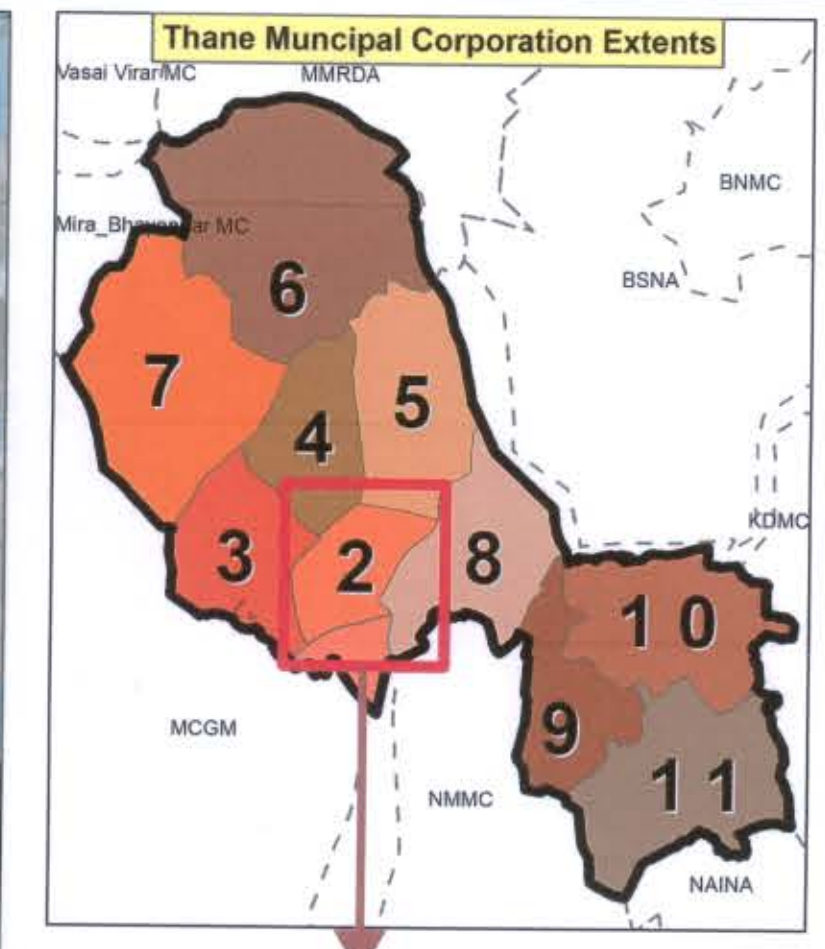 Thane Muncipal Corporation Extents
Vasai Virar MC
MMRDA
BNMC
Mira_Bhayandar MC
BSNA
6
7
5
4
KDMC
3
2
8
10
9
MCGM
11
NMMC
NAINA